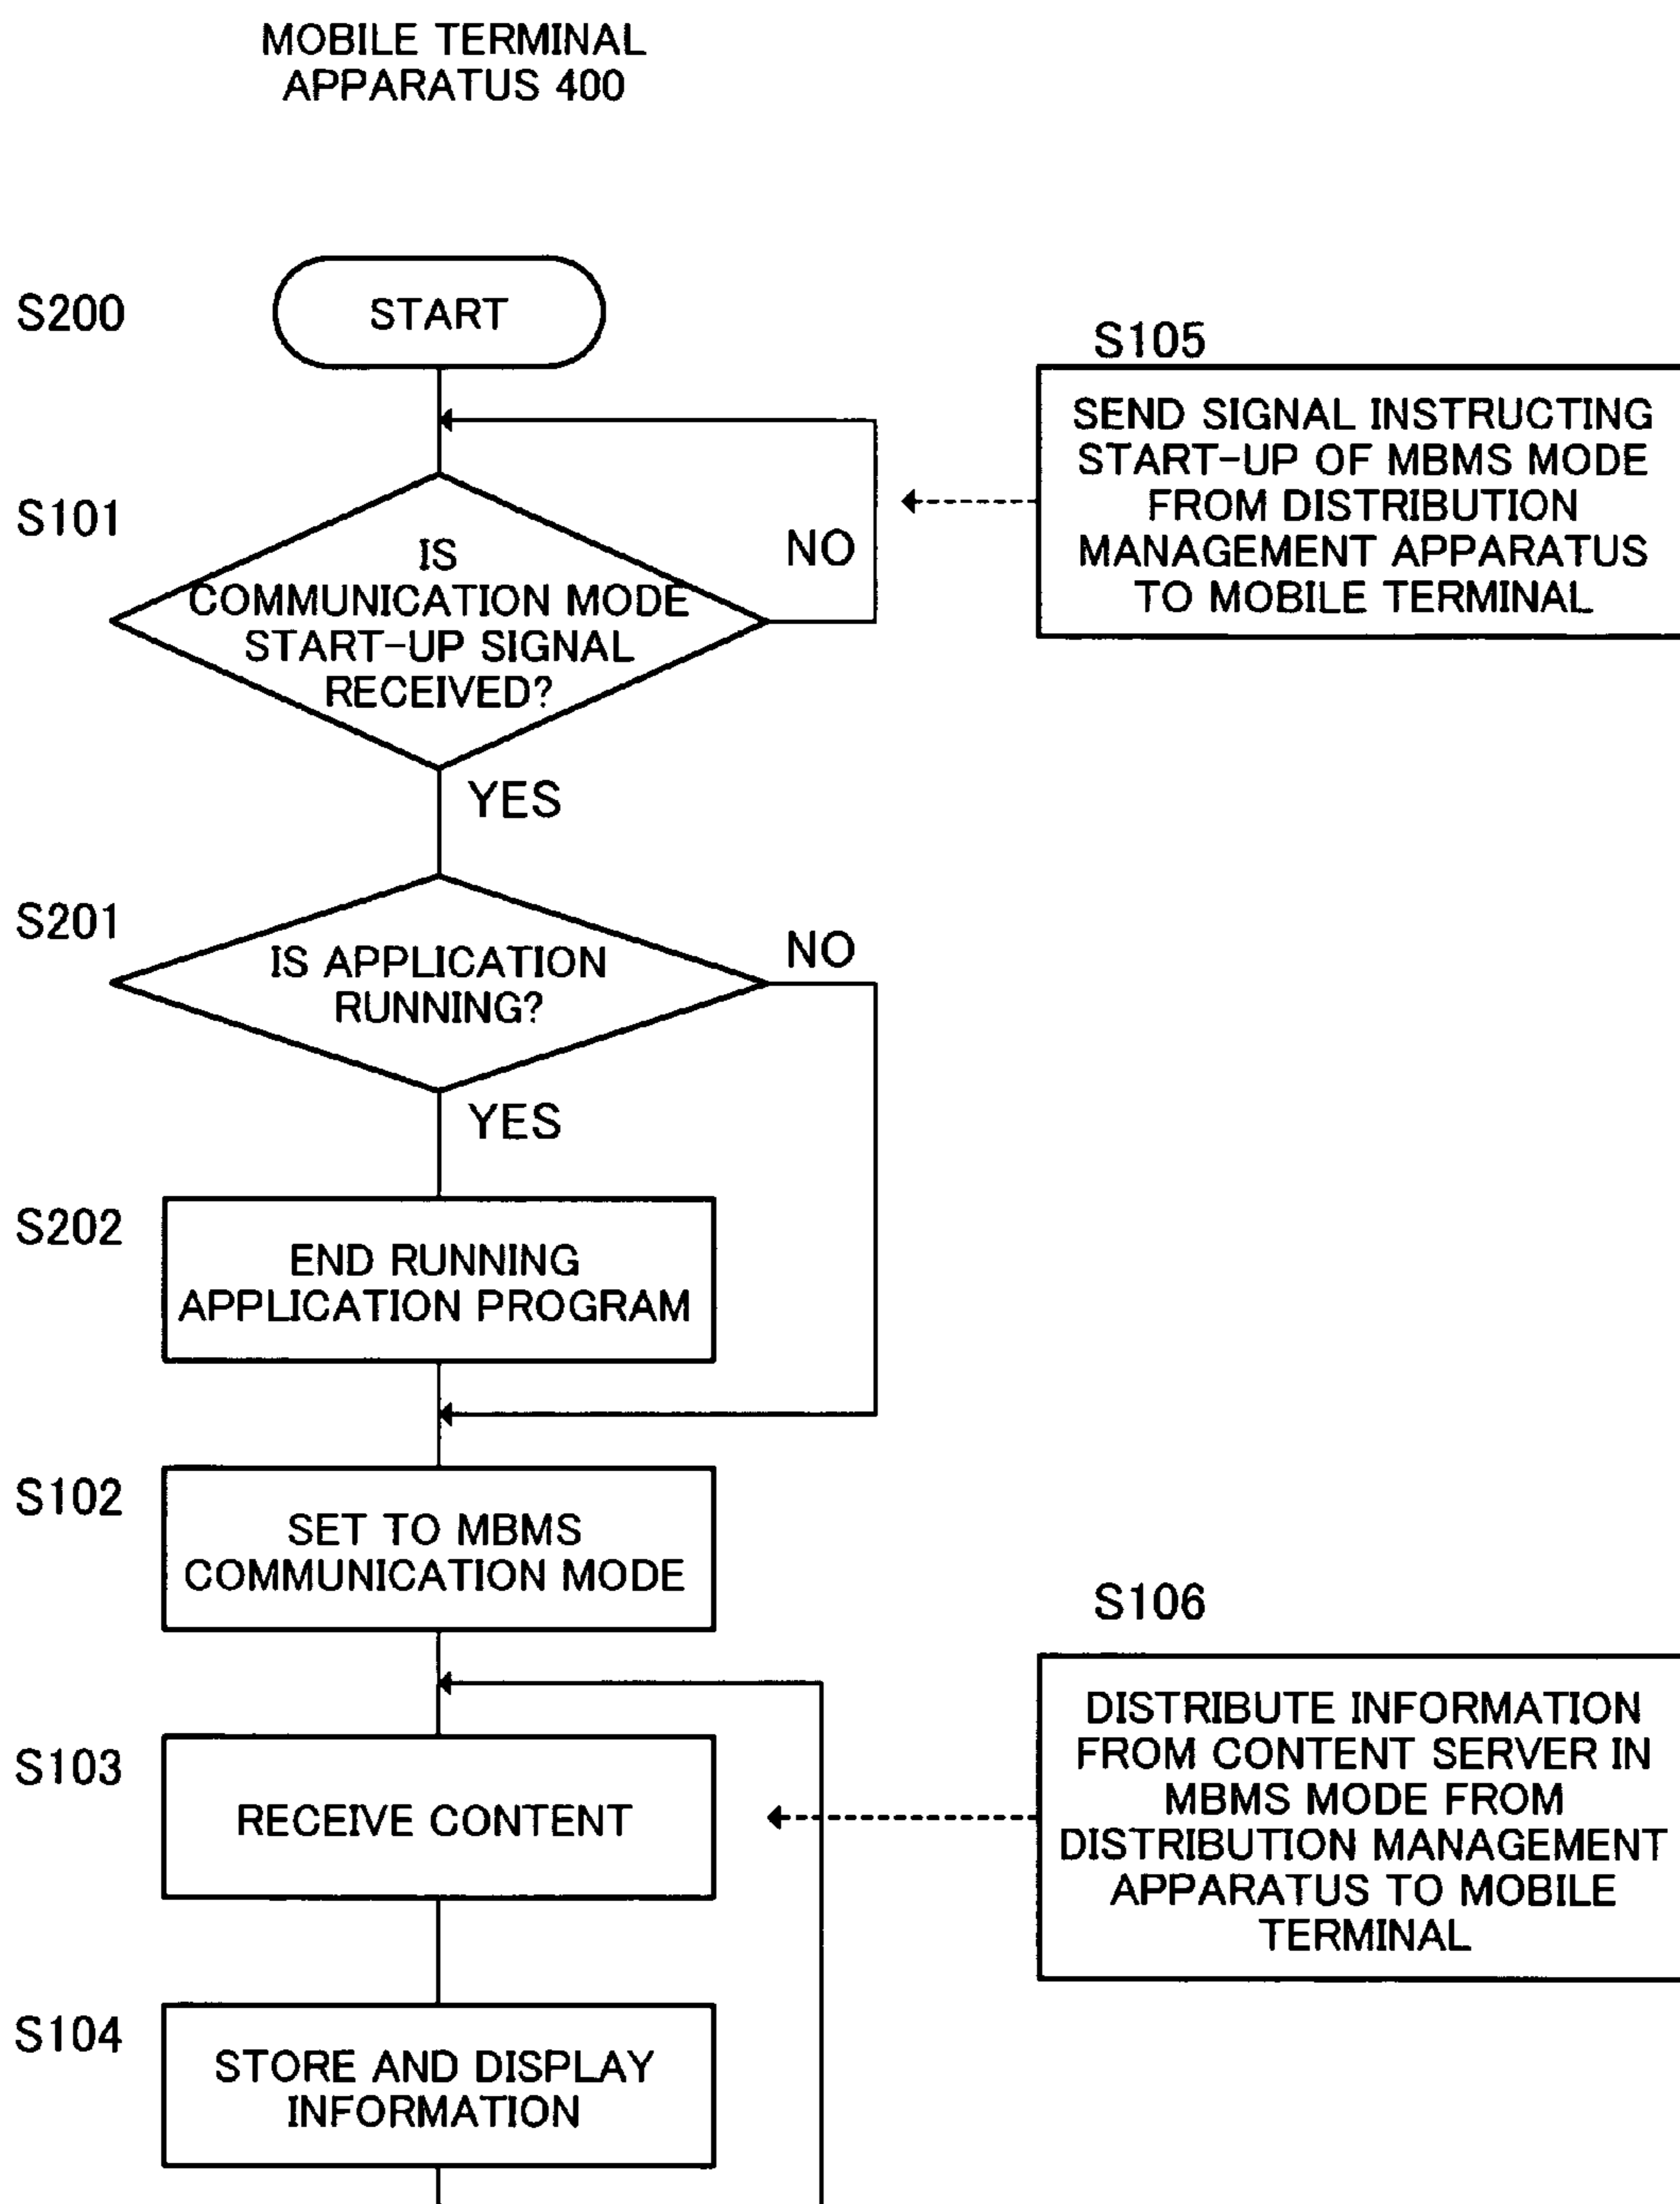 MOBILE TERMINAL
APPARATUS 400
S200
START
S105
SEND SIGNAL INSTRUCTING
START-UP OF MBMS MODE
FROM DISTRIBUTION
MANAGEMENT APPARATUS
TO MOBILE TERMINAL
S101
IS
COMMUNICATION MODE
START-UP SIGNAL
RECEIVED?
NO
YES
S201
IS APPLICATION
RUNNING?
NO
YES
S202
END RUNNING
APPLICATION PROGRAM
S102
SET TO MBMS
COMMUNICATION MODE
S106
DISTRIBUTE INFORMATION
FROM CONTENT SERVER IN
MBMS MODE FROM
DISTRIBUTION MANAGEMENT
APPARATUS TO MOBILE
TERMINAL
S103
RECEIVE CONTENT
S104
STORE AND DISPLAY
INFORMATION